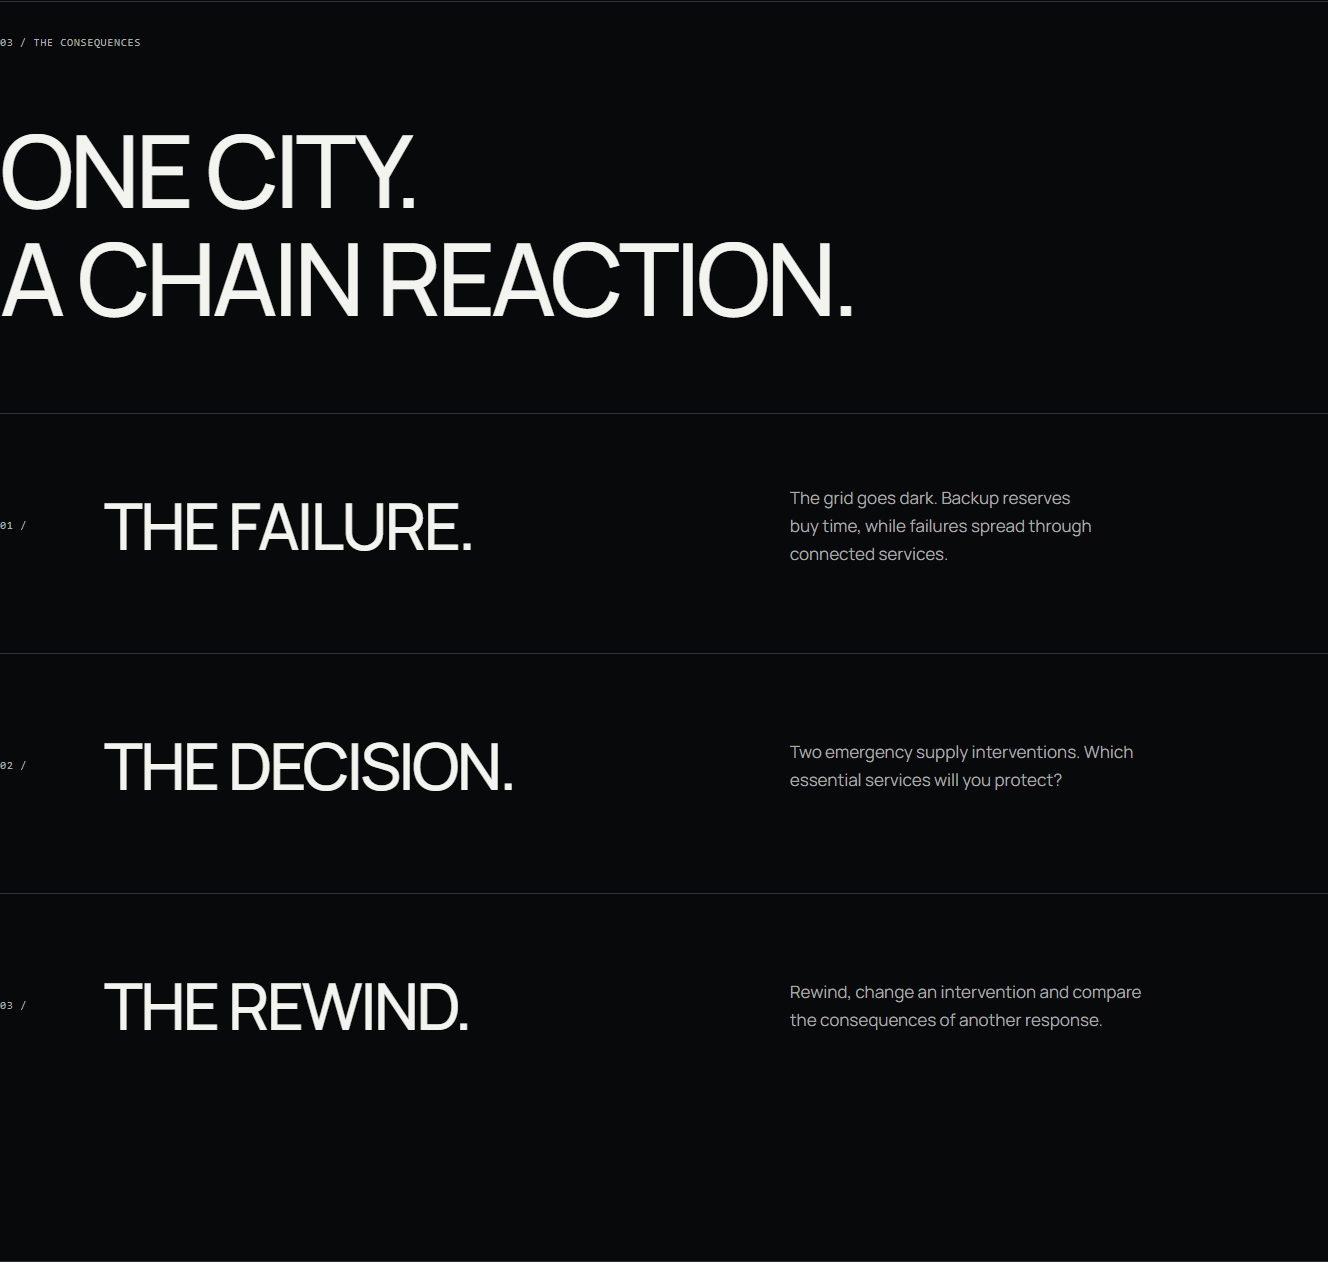 03 / THE CONSEQUENCES
ONE CITY.
A CHAIN REACTION.
01 /
THE FAILURE.
The grid goes dark. Backup reserves
buy time, while failures spread through
connected services.
02 /
THE DECISION.
Two emergency supply interventions. Which
essential services will you protect?
03 /
THE REWIND.
Rewind, change an intervention and compare
the consequences of another response.